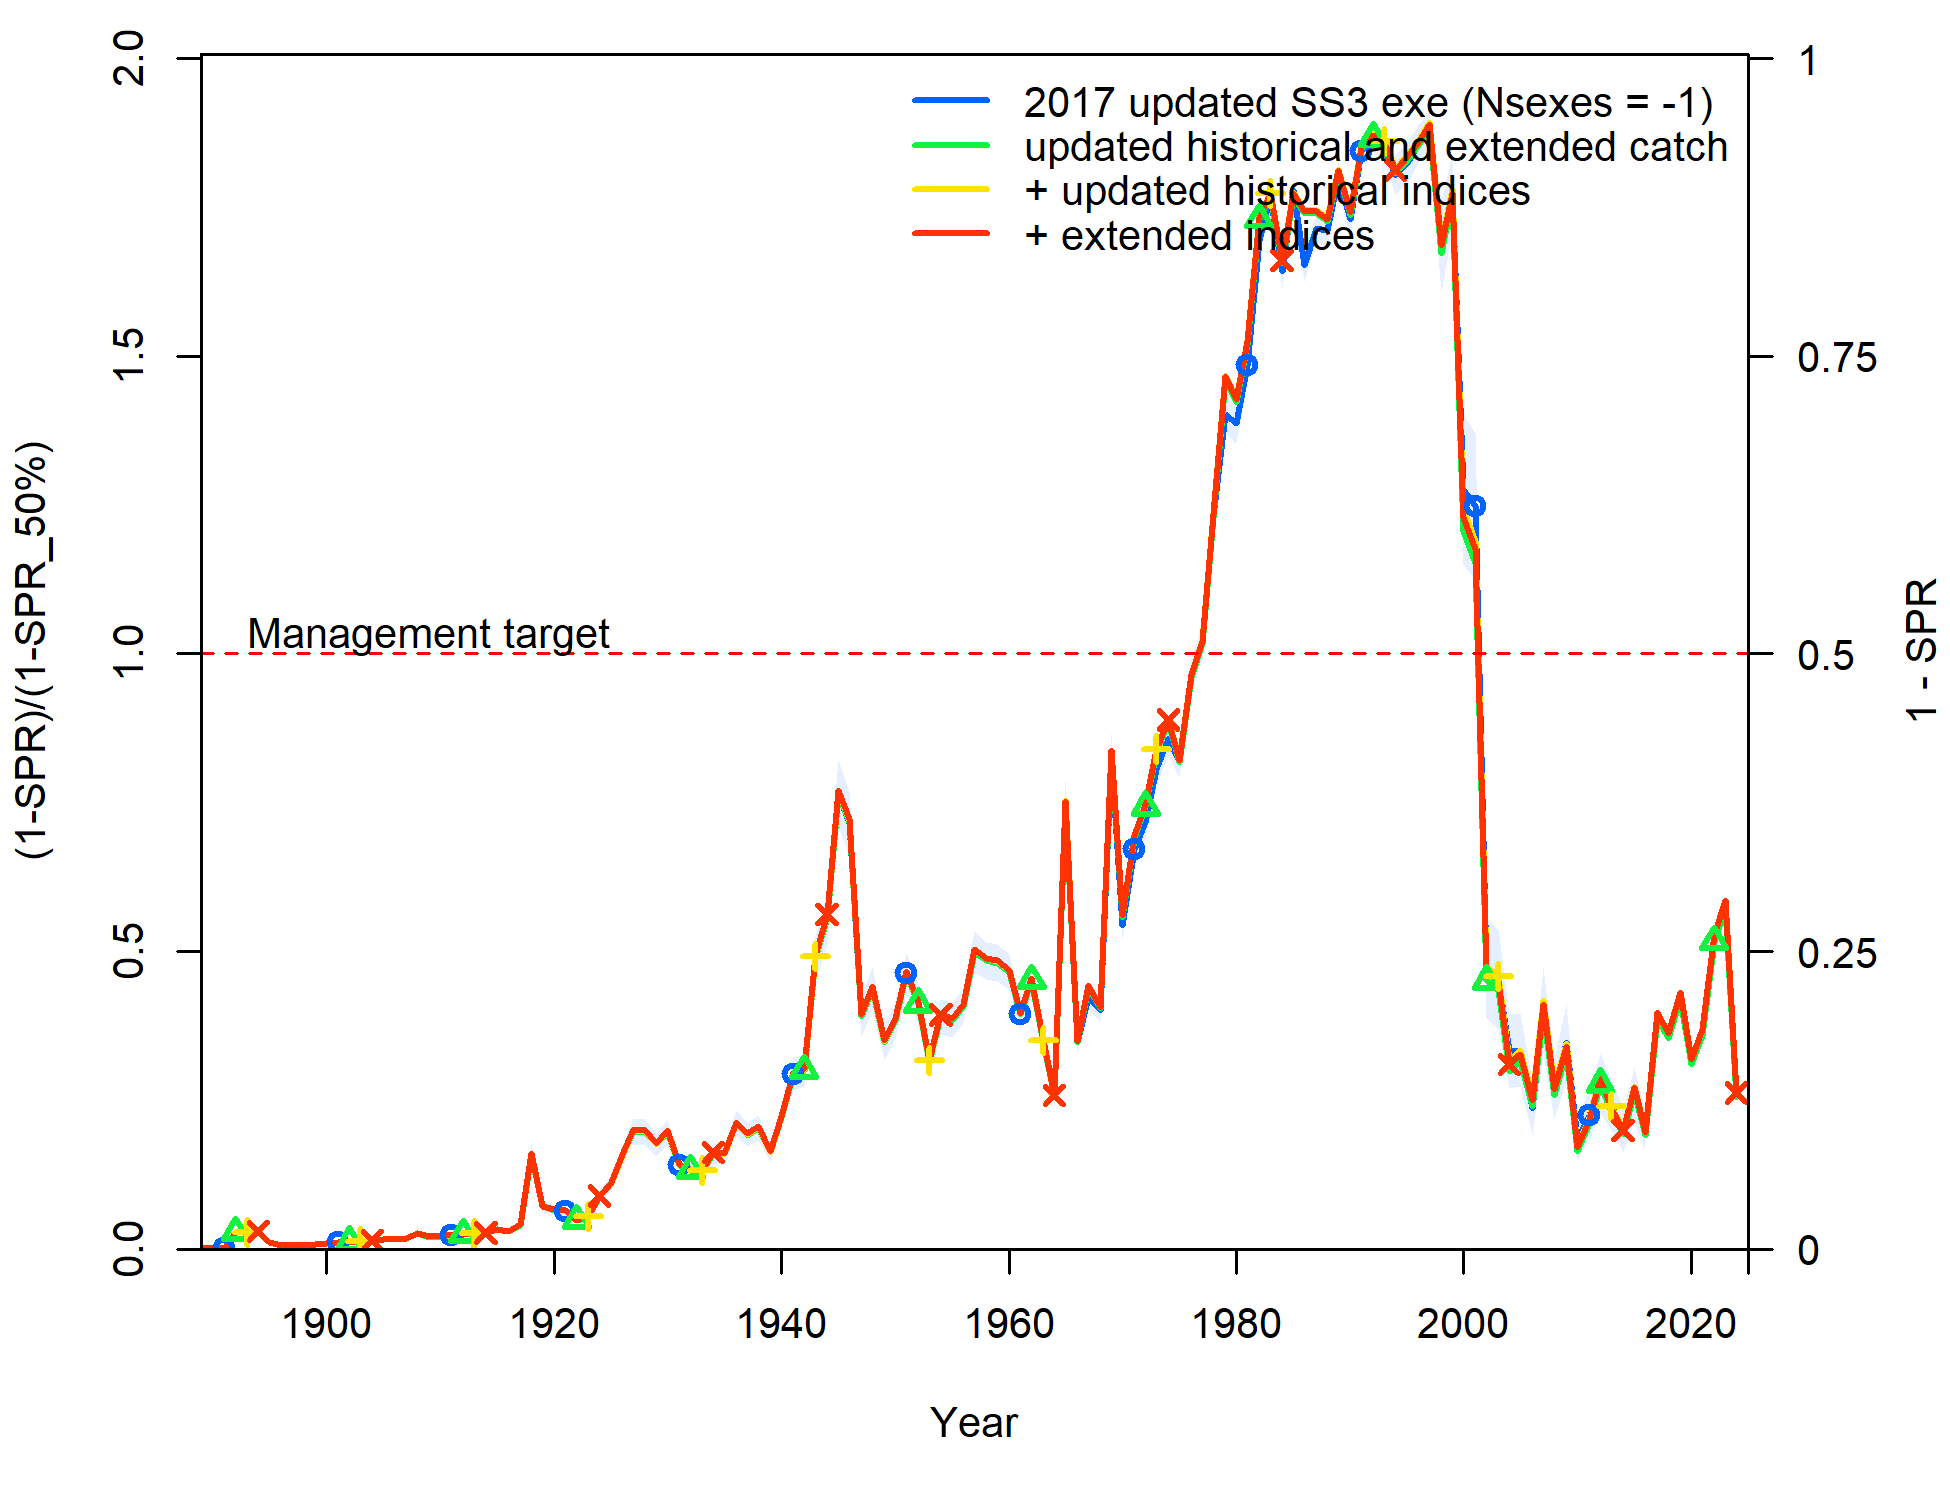 2017 updated SS3 exe (Nsexes = -1)
updated historical and extended catch
+ updated historical indices
+ extended indices
Management target
(1-SPR)/(1-SPR_50%)
2.0
1.5
1.0
0.5
0.0
1
0.75
0.5
0.25
0
1 - SPR
1900
1920
1940
1960
1980
2000
2020
Year